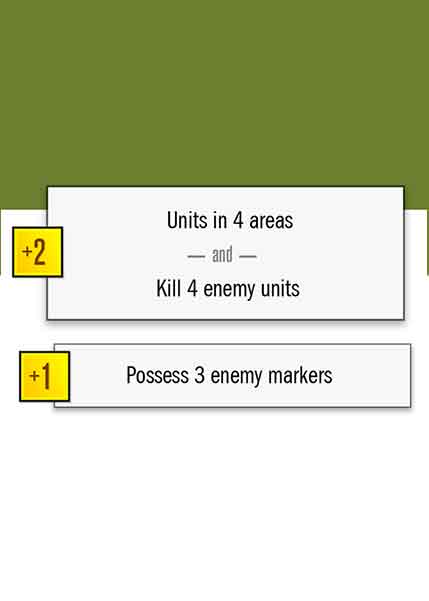 +2
Units in 4 areas
— and —
Kill 4 enemy units
+1
Possess 3 enemy markers